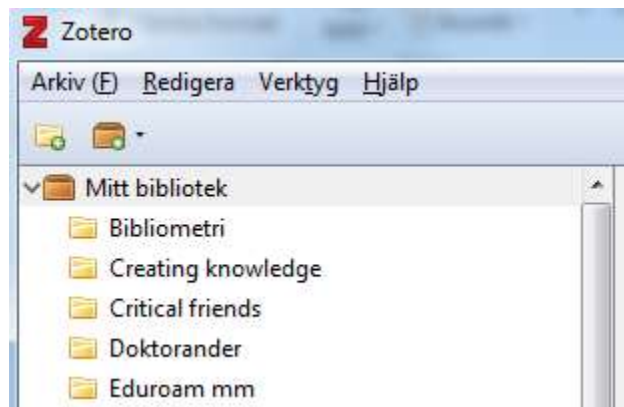 Zotero
Arkiv (F) Redigera Verktyg Hjälp
Mitt bibliotek
Bibliometri
Creating knowledge
Critical friends
Doktorander
Eduroam mm